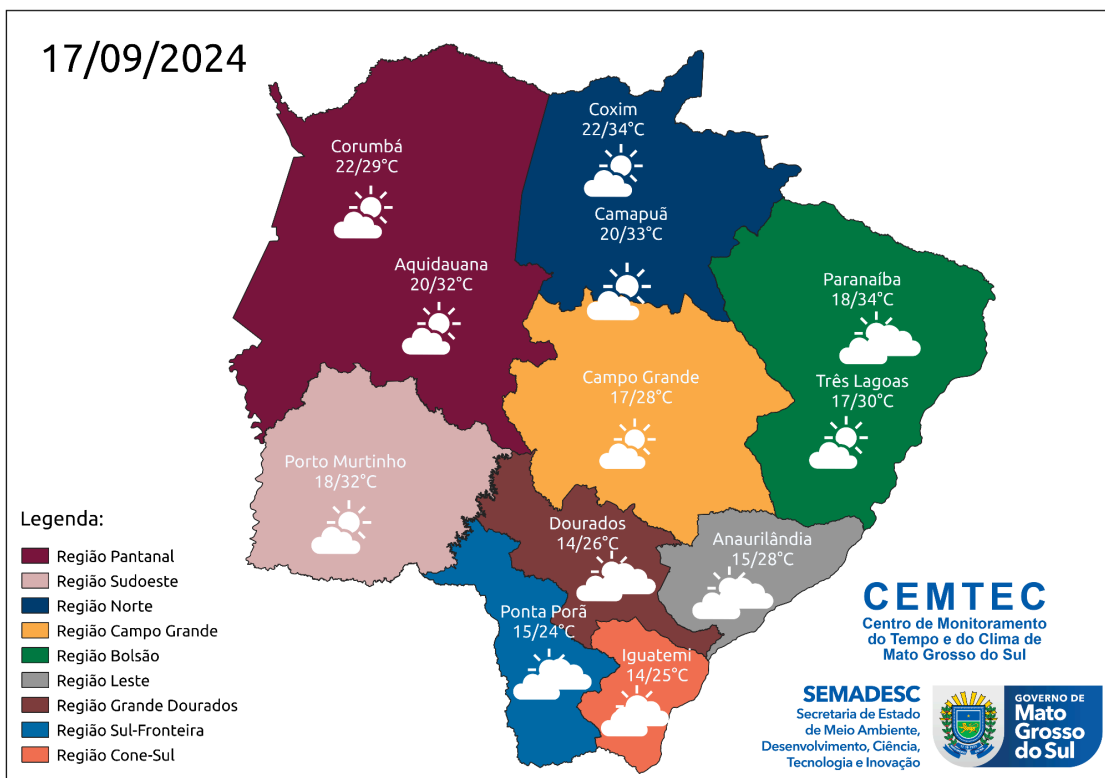 17/09/2024
Coxim
22/34°C
Corumbá
22/29°C
Camapuã
20/33°C
Aquidauana
20/32°C
Paranaíba
18/34°C
Campo Grande
17/28°C
Três Lagoas
17/30°C
Porto Murtinho
18/32°C
Dourados
14/26°C
Anaurilândia
15/28°C
Ponta Porã
15/24°C
Iguatemi
14/25°C
Legenda:
Região Pantanal
Região Sudoeste
Região Norte
Região Campo Grande
Região Bolsão
Região Leste
Região Grande Dourados
Região Sul-Fronteira
Região Cone-Sul
CEMTEC
Centro de Monitoramento
do Tempo e do Clima de
Mato Grosso do Sul
SEMADESC
Secretaria de Estado
de Meio Ambiente,
Desenvolvimento, Ciência,
Tecnologia e Inovação
GOVERNO DE
Mato
Grosso
do Sul